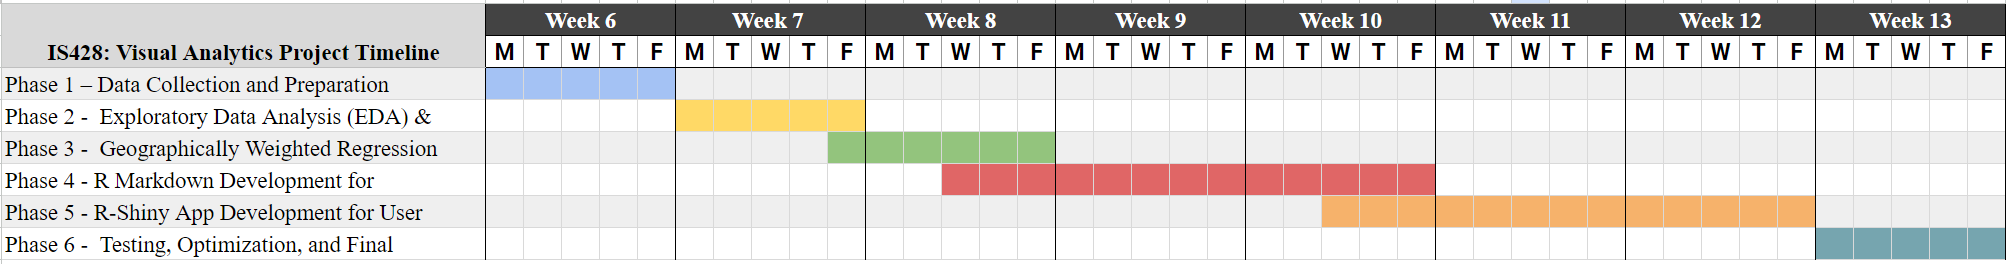 Week 6 Week 7 Week 8 Week 9 Week 10 Week 11 Week 12 Week 13
IS428: Visual Analytics Project Timeline M T W T F M T W T F M T W T F M T W T F M T W T F M T W T F M T W T F M T W T F
Phase 1 – Data Collection and Preparation
Phase 2 -  Exploratory Data Analysis (EDA) &
Phase 3 -  Geographically Weighted Regression
Phase 4 - R Markdown Development for
Phase 5 - R-Shiny App Development for User
Phase 6 -  Testing, Optimization, and Final